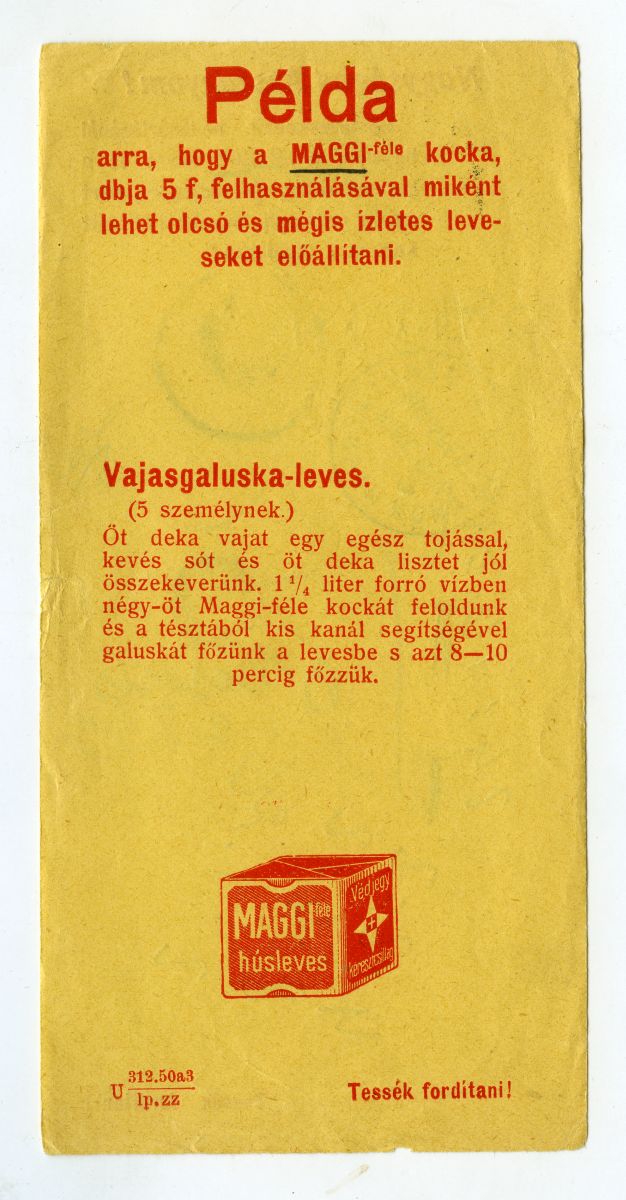 Példa
arra, hogy a MAGGI-féle kocka,
dbja 5 f, felhasználásával miként
lehet olcsó és mégis ízletes leve-
seket előállítani.
Vajasgaluska-leves.
(5 személynek.)
Öt deka vajat egy egész tojással,
kevés sót és öt deka lisztet jól
összekeverünk. 1 1/4 liter forró vízben
négy-öt Maggi-féle kockát feloldunk
és a tésztából kis kanál segítségével
galuskát főzünk a levesbe s azt 8—10
percig főzzük.
MAGGI féle
húsleves
Védjegy
keresztcsillag
U 312.50a3
lp.zz
Tessék fordítani!